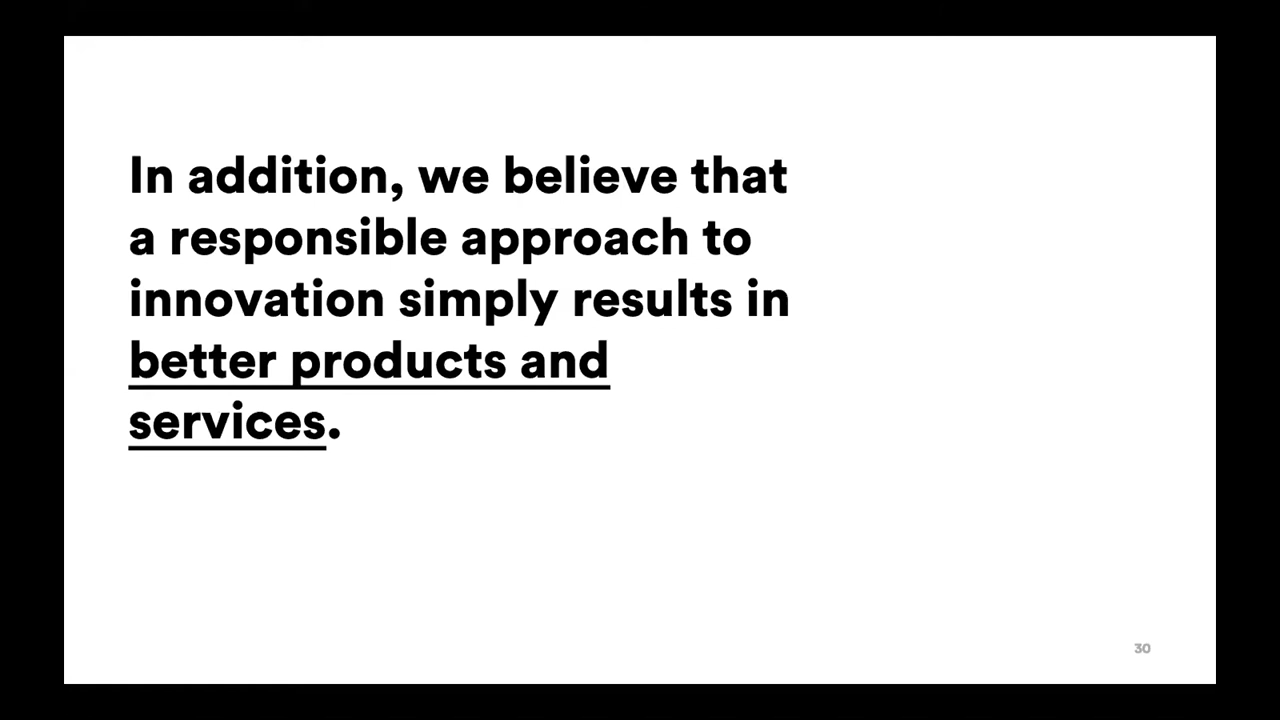 In addition, we believe that
a responsible approach to
innovation simply results in
better products and
services.
30